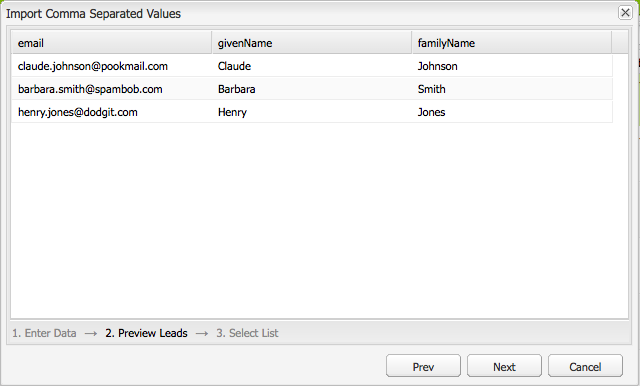 Import Comma Separated Values
email givenName familyName
claude.johnson@pookmail.com Claude Johnson
barbara.smith@spambob.com Barbara Smith
henry.jones@dodgit.com Henry Jones
1. Enter Data → 2. Preview Leads → 3. Select List
Prev Next Cancel